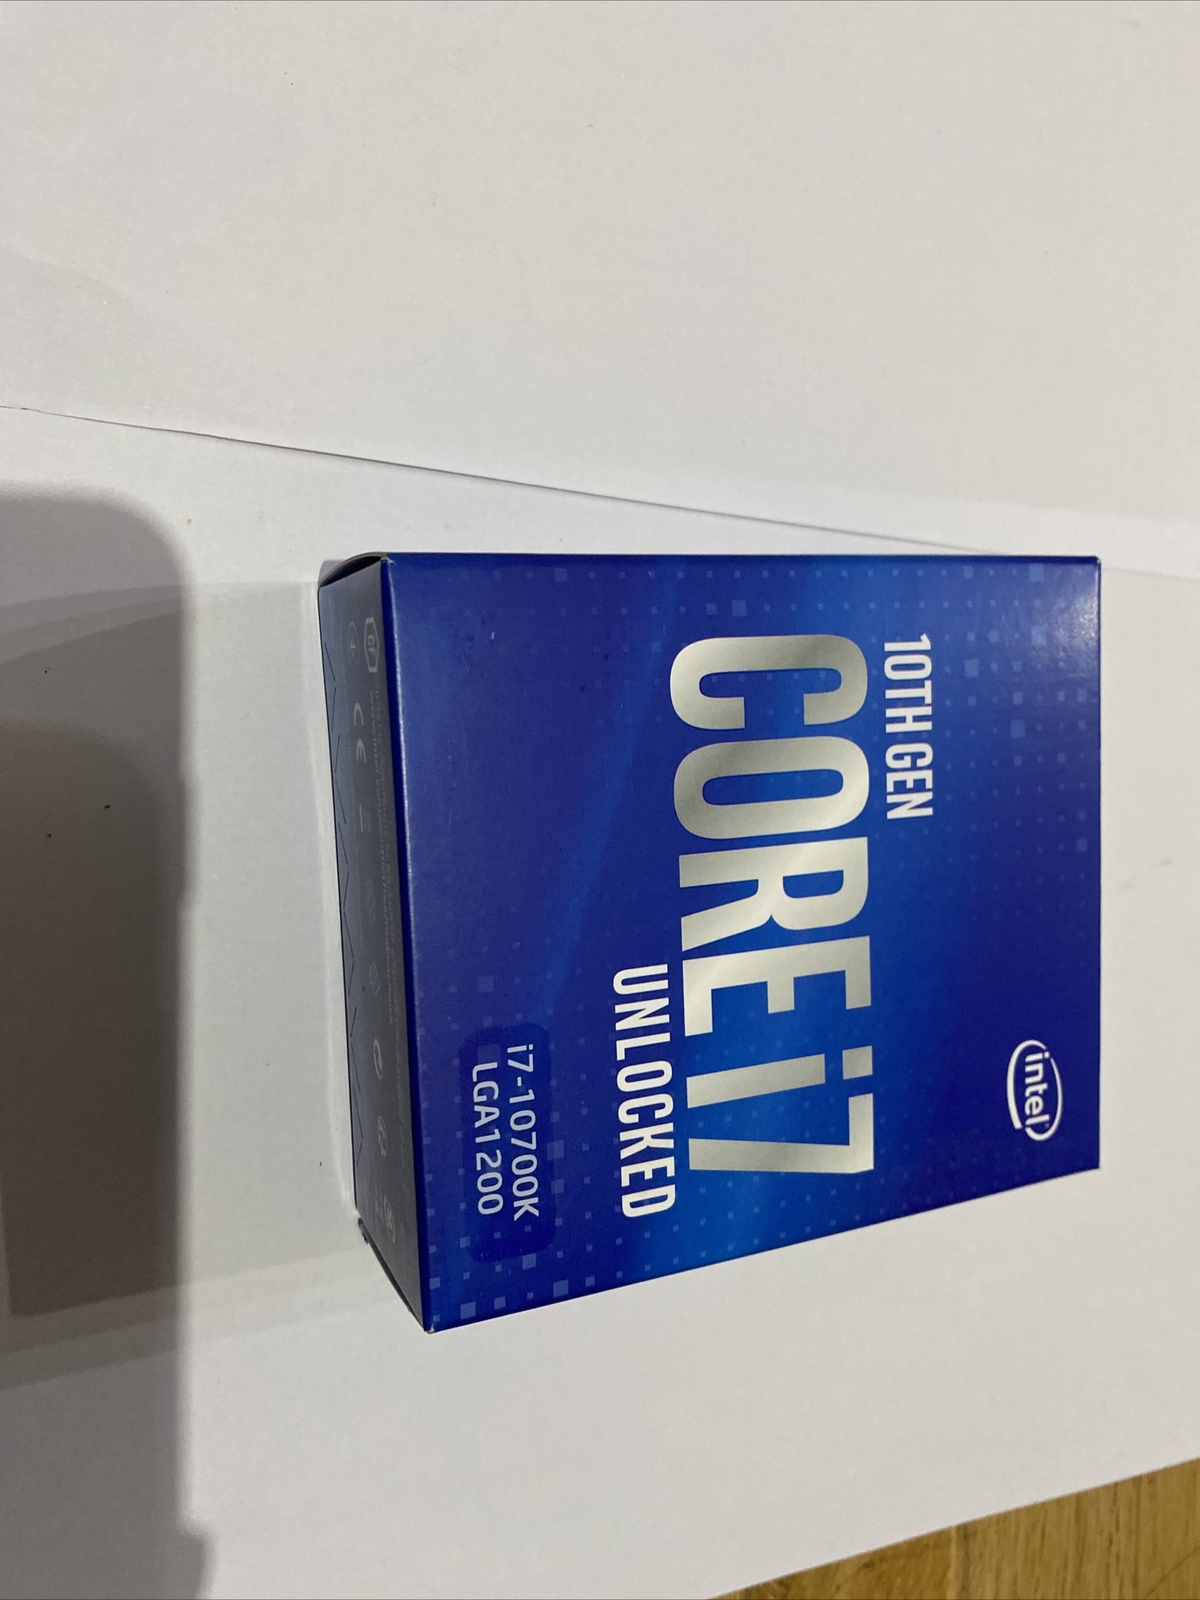 intel
10TH GEN
CORE i7
UNLOCKED
i7-10700K
LGA1200